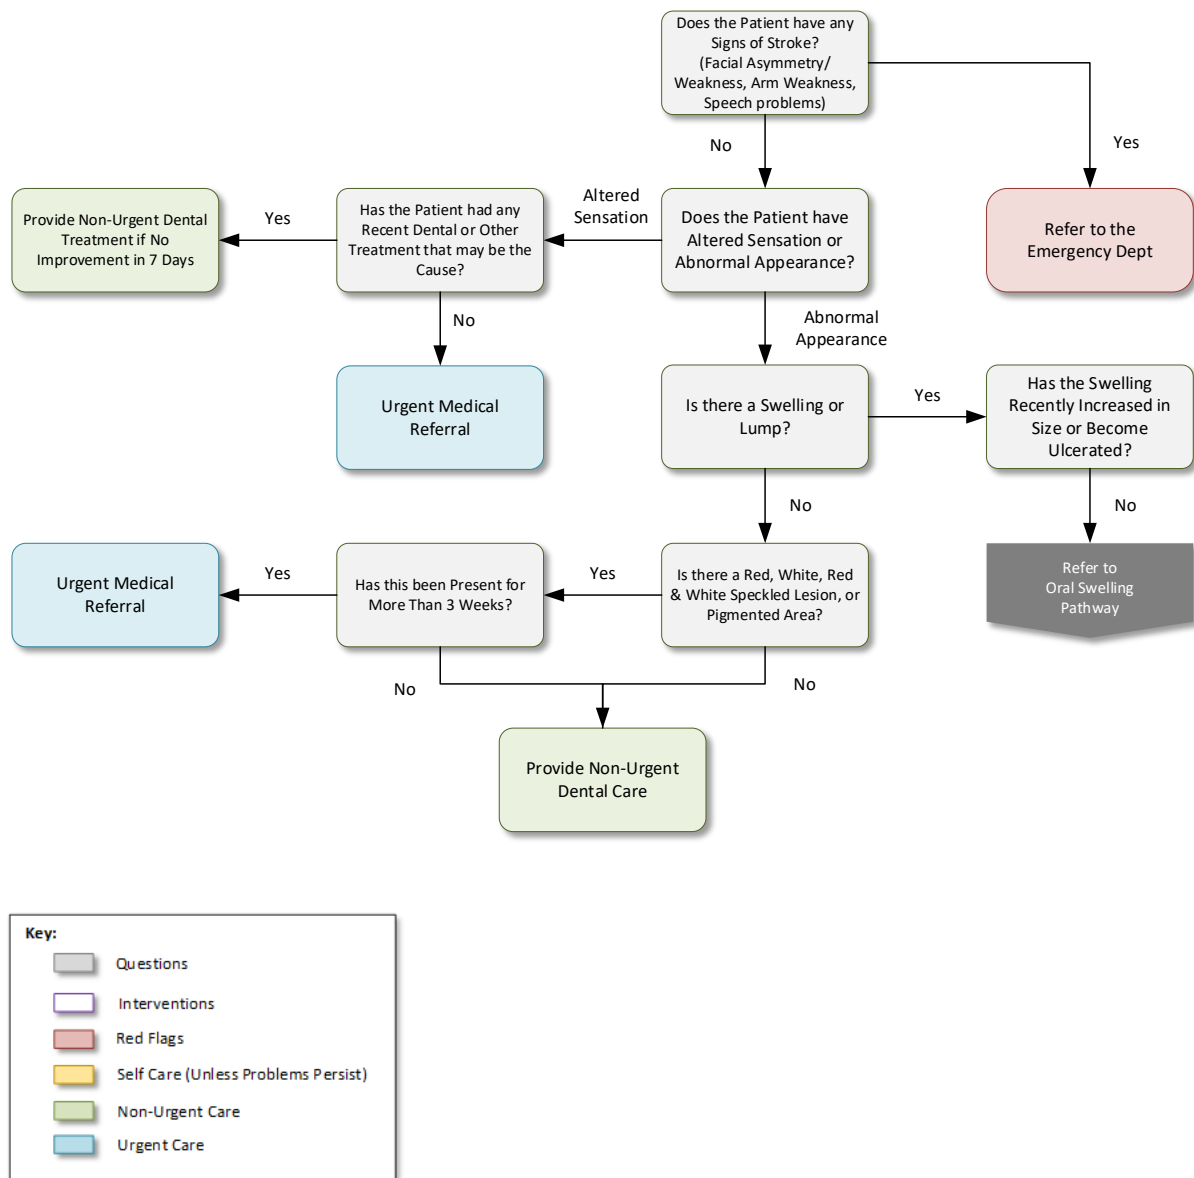 Does the Patient have any
Signs of Stroke?
(Facial Asymmetry/
Weakness, Arm Weakness,
Speech problems)
No
Yes
Provide Non-Urgent Dental
Treatment if No
Improvement in 7 Days
Yes
Has the Patient had any
Recent Dental or Other
Treatment that may be the
Cause?
Altered
Sensation
Does the Patient have
Altered Sensation or
Abnormal Appearance?
Refer to the
Emergency Dept
No
Abnormal
Appearance
Urgent Medical
Referral
Is there a Swelling or
Lump?
Yes
Has the Swelling
Recently Increased in
Size or Become
Ulcerated?
No
No
Urgent Medical
Referral
Yes
Has this been Present for
More Than 3 Weeks?
Yes
Is there a Red, White, Red
& White Speckled Lesion, or
Pigmented Area?
Refer to
Oral Swelling
Pathway
No
No
Provide Non-Urgent
Dental Care
Key:
Questions
Interventions
Red Flags
Self Care (Unless Problems Persist)
Non-Urgent Care
Urgent Care